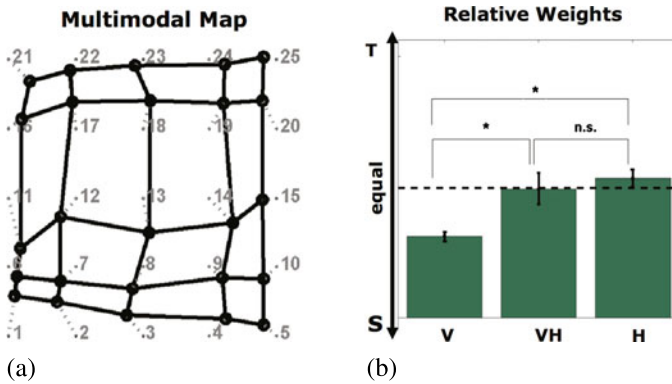 Multimodal Map
.21 .22 .23 .24 .25
.16 .17 .18 .19 .20
.11 .12 .13 .14 .15
.6 .7 .8 .9 .10
.1 .2 .3 .4 .5
(a)
Relative Weights
T
*
*
n.s.
equal
S
V VH H
(b)